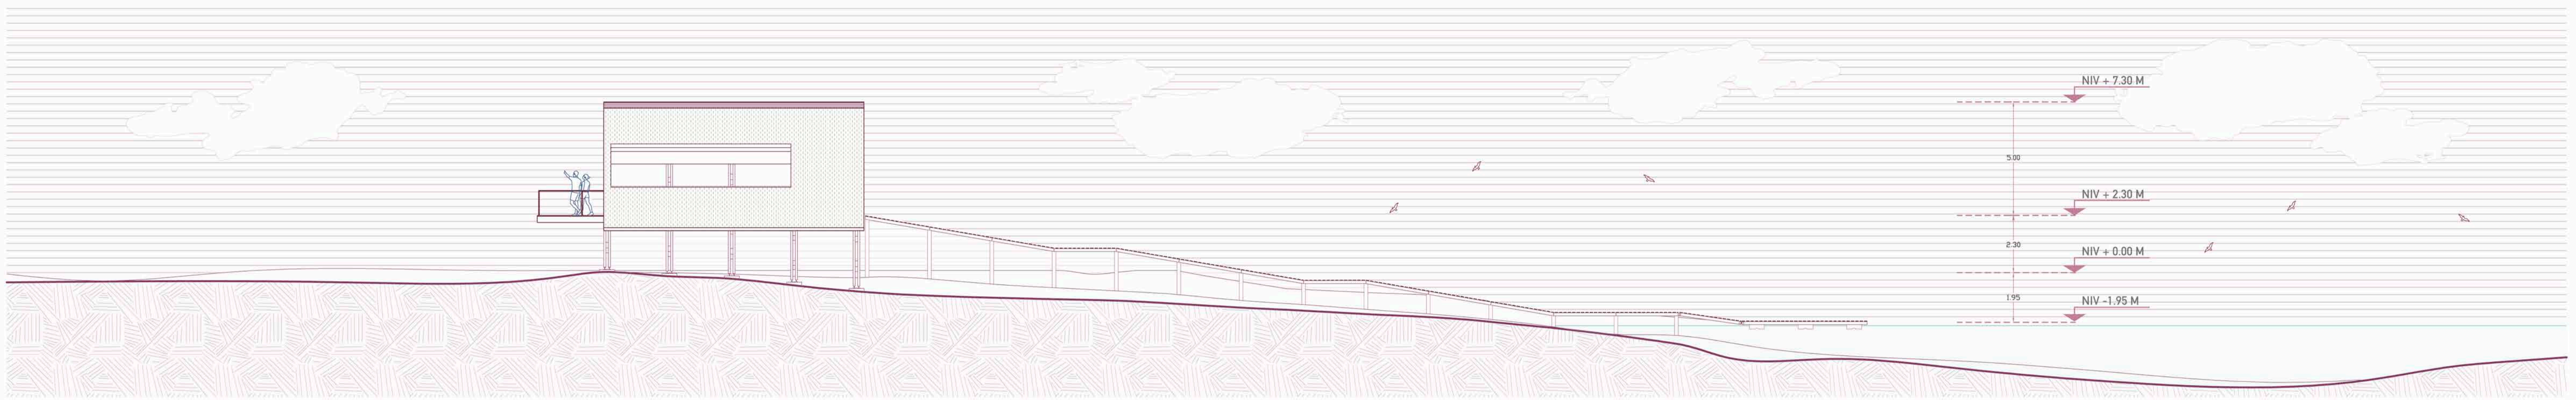 NIV + 7.30 M
5.00
NIV + 2.30 M
2.30
NIV + 0.00 M
1.95
NIV -1.95 M